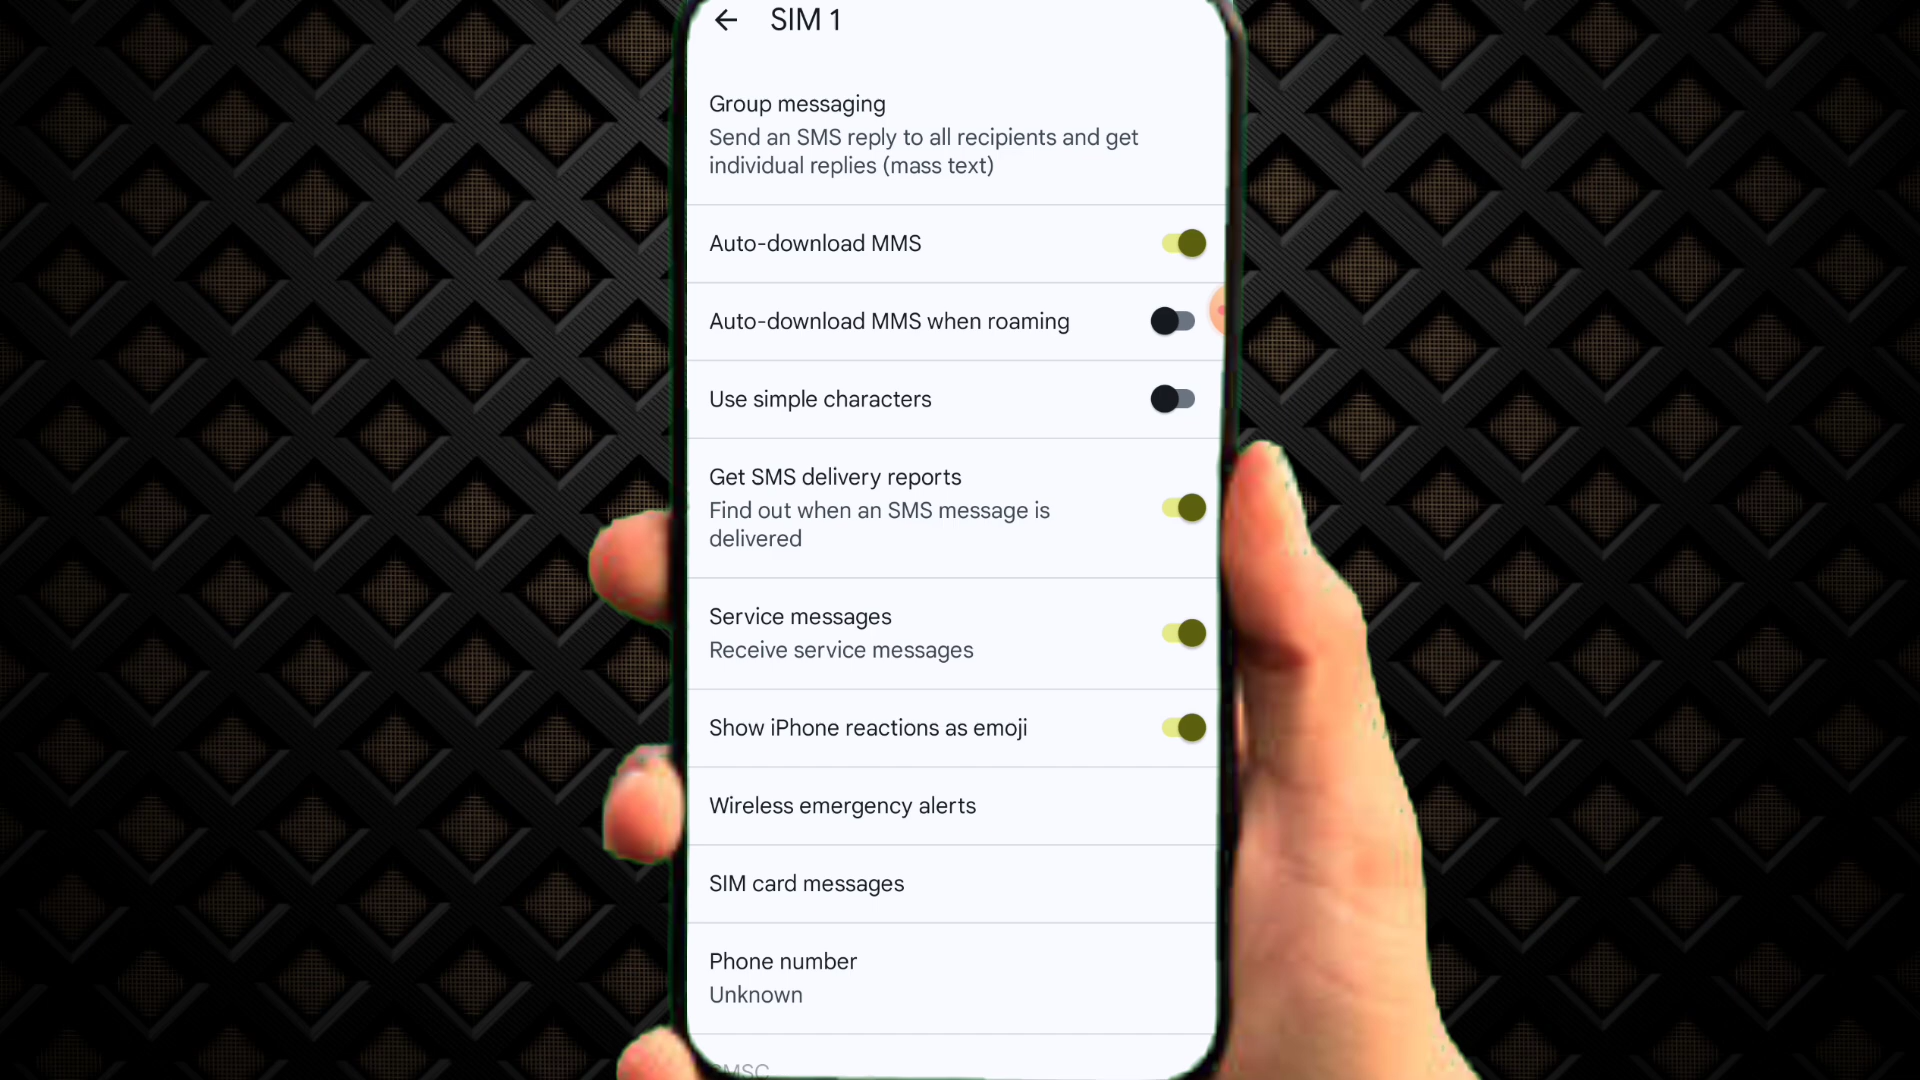 SIM 1
Group messaging
Send an SMS reply to all recipients and get
individual replies (mass text)
Auto-download MMS
Auto-download MMS when roaming
Use simple characters
Get SMS delivery reports
Find out when an SMS message is
delivered
Service messages
Receive service messages
Show iPhone reactions as emoji
Wireless emergency alerts
SIM card messages
Phone number
Unknown